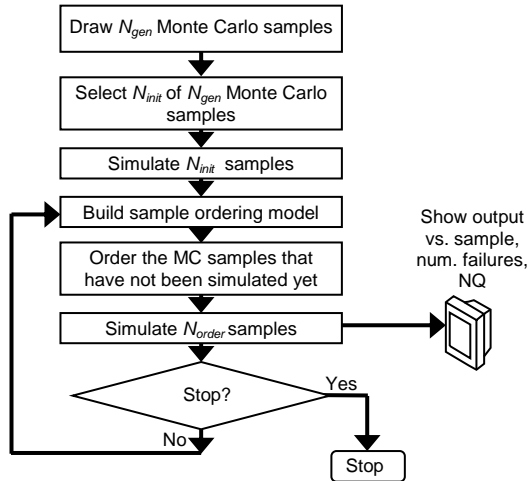 Draw Ngen Monte Carlo samples
Select Ninit of Ngen Monte Carlo
samples
Simulate Ninit samples
Build sample ordering model
Order the MC samples that
have not been simulated yet
Simulate Norder samples
Show output
vs. sample,
num. failures,
NQ
Stop?
Yes
No
Stop